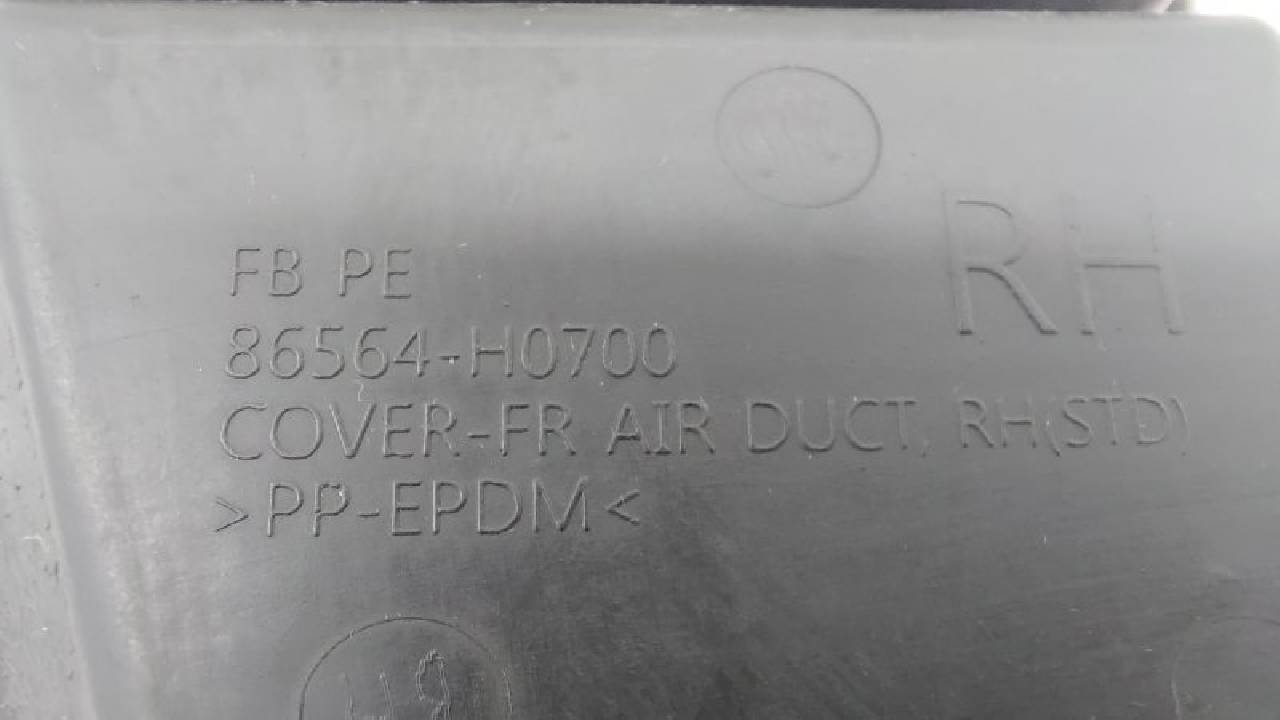 RH
FB PE
86564-H0700
COVER-FR AIR DUCT, RH(STD)
>PP-EPDM<